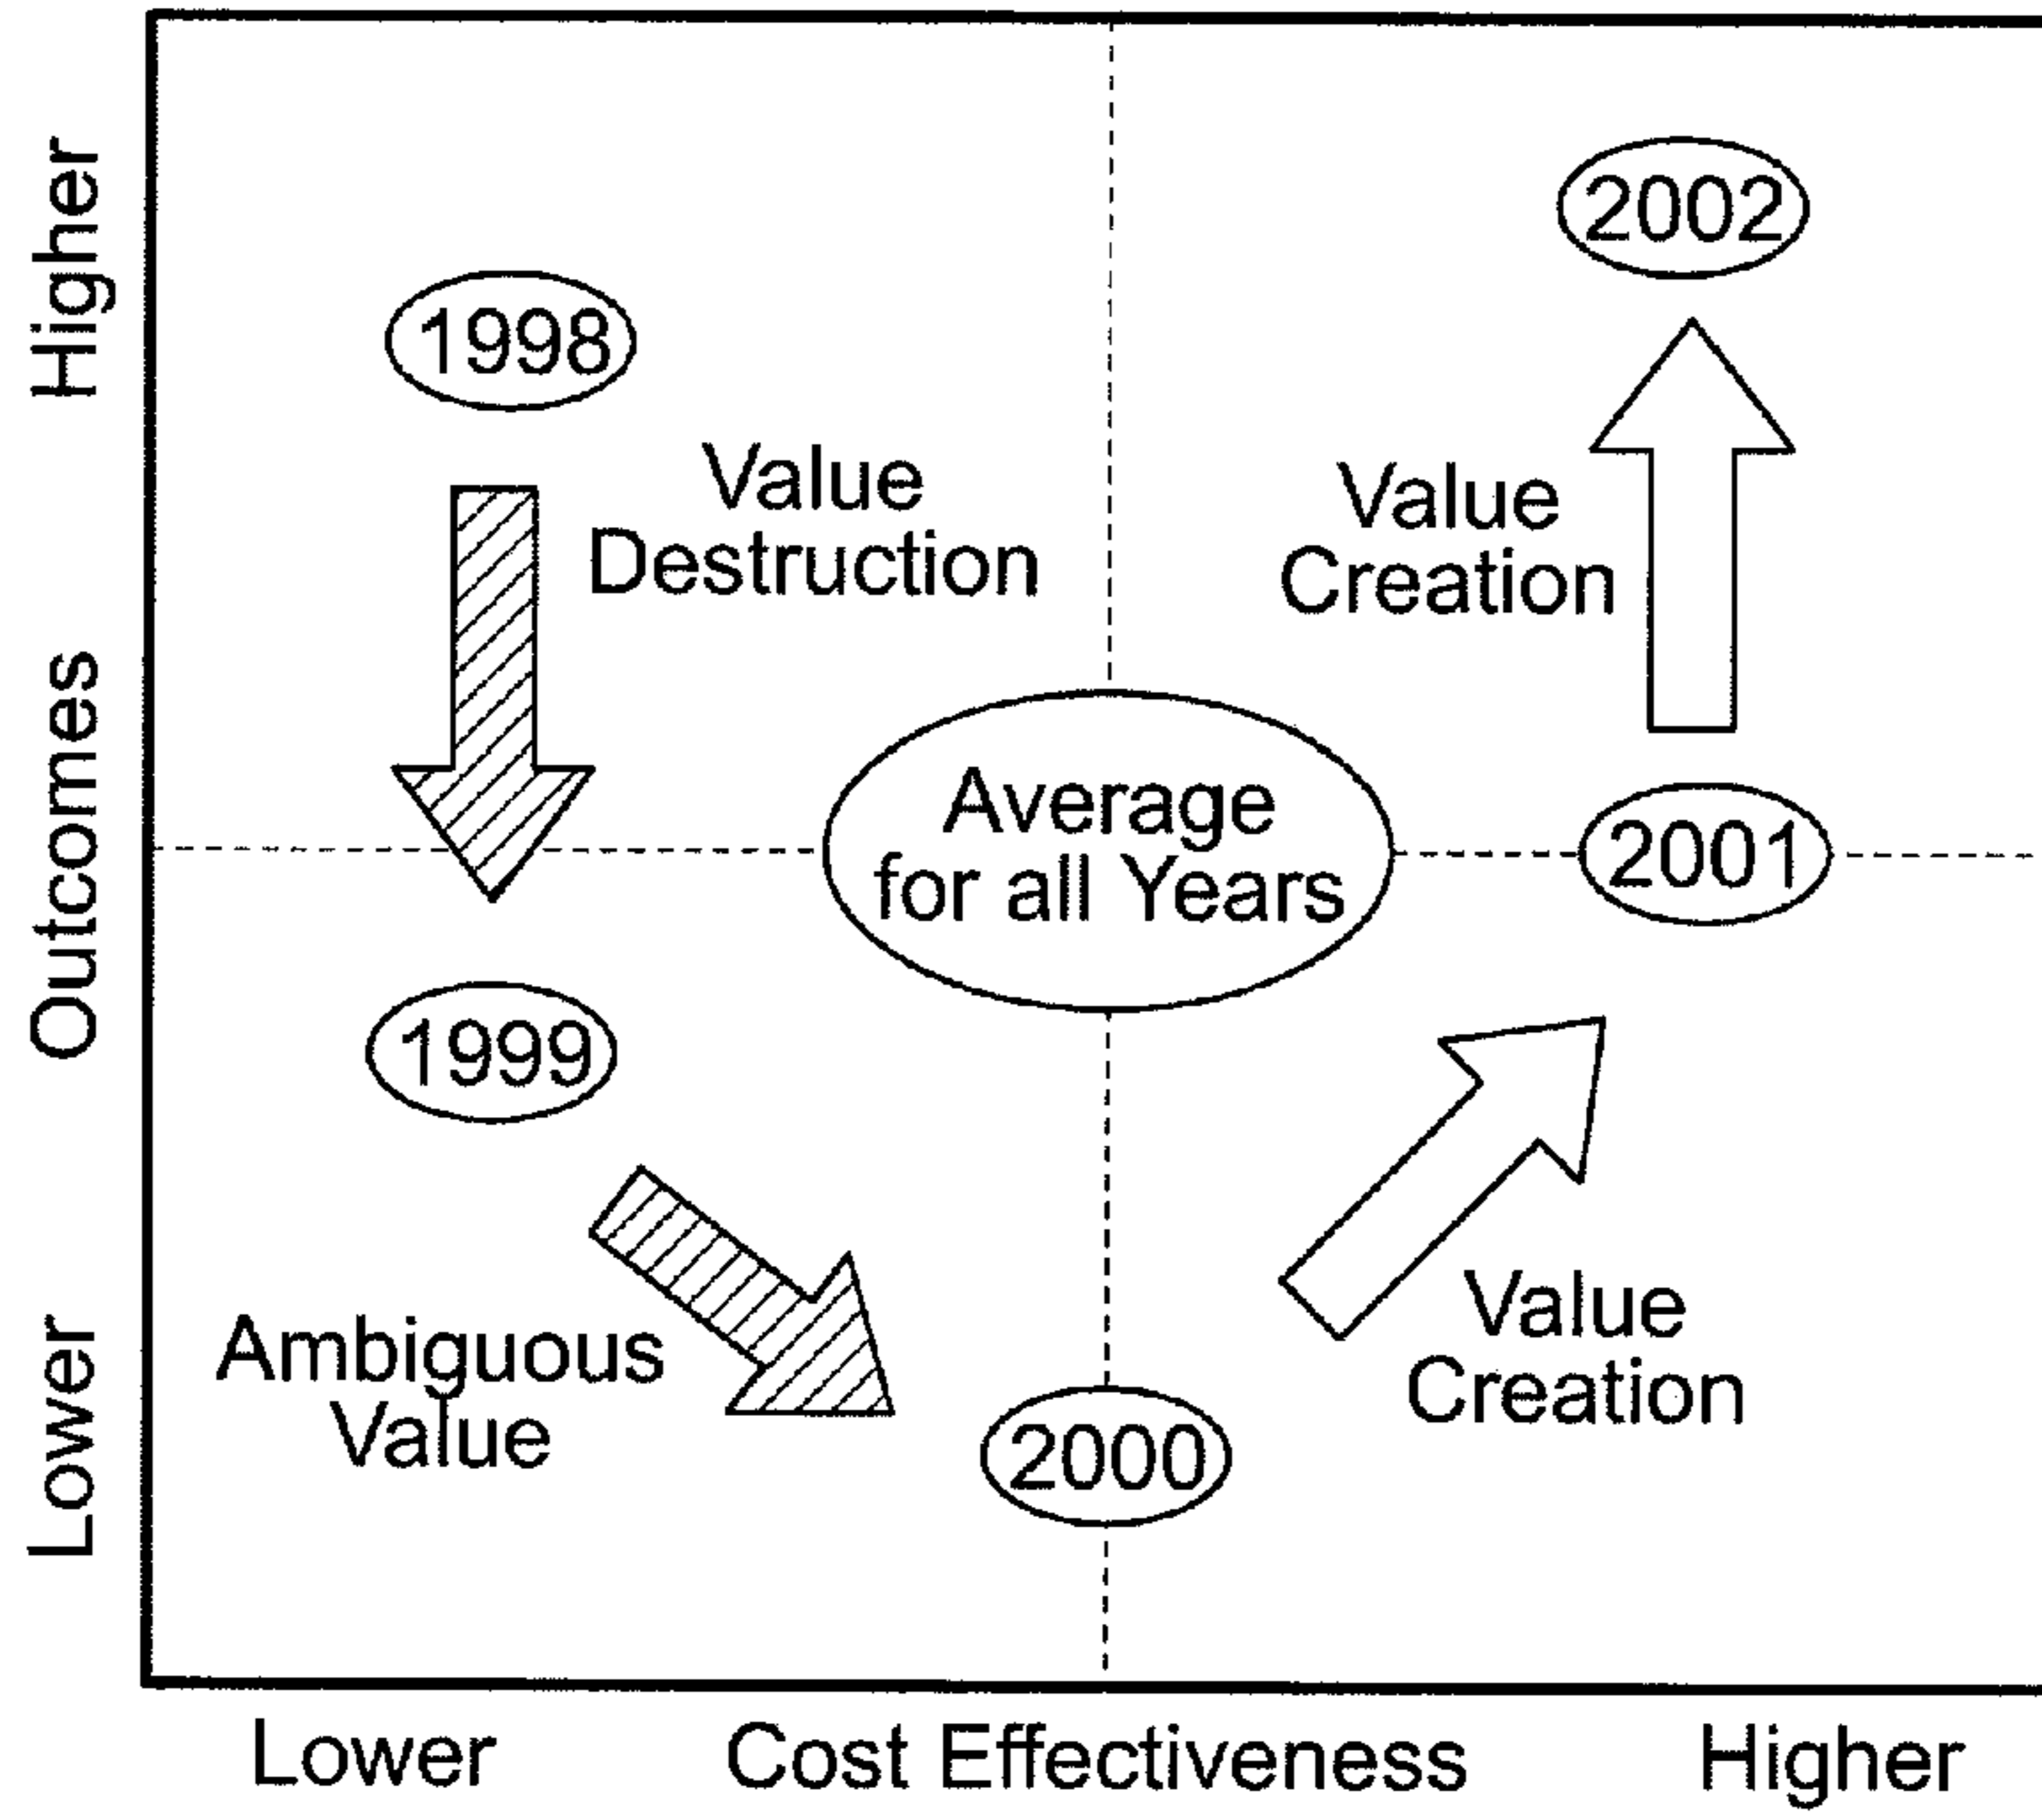 Higher
Outcomes
Lower
1998
Value
Destruction
2002
Value
Creation
Average
for all Years
2001
1999
Ambiguous
Value
2000
Value
Creation
Lower
Cost Effectiveness
Higher